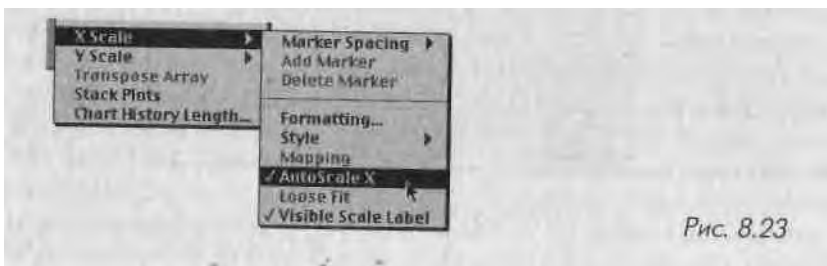 X Scale
Y Scale
Transpose Array
Stack Plots
Chart History Length...
Marker Spacing
Add Marker
Delete Marker
Formatting...
Style
Mapping
✓ AutoScale X
Loose Fit
✓ Visible Scale Label
Рис. 8.23